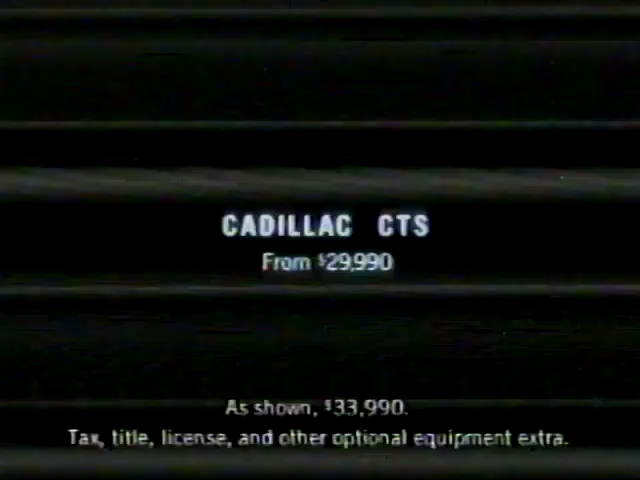 CADILLAC CTS
From $29,990
As shown, $33,990.
Tax, title, license, and other optional equipment extra.